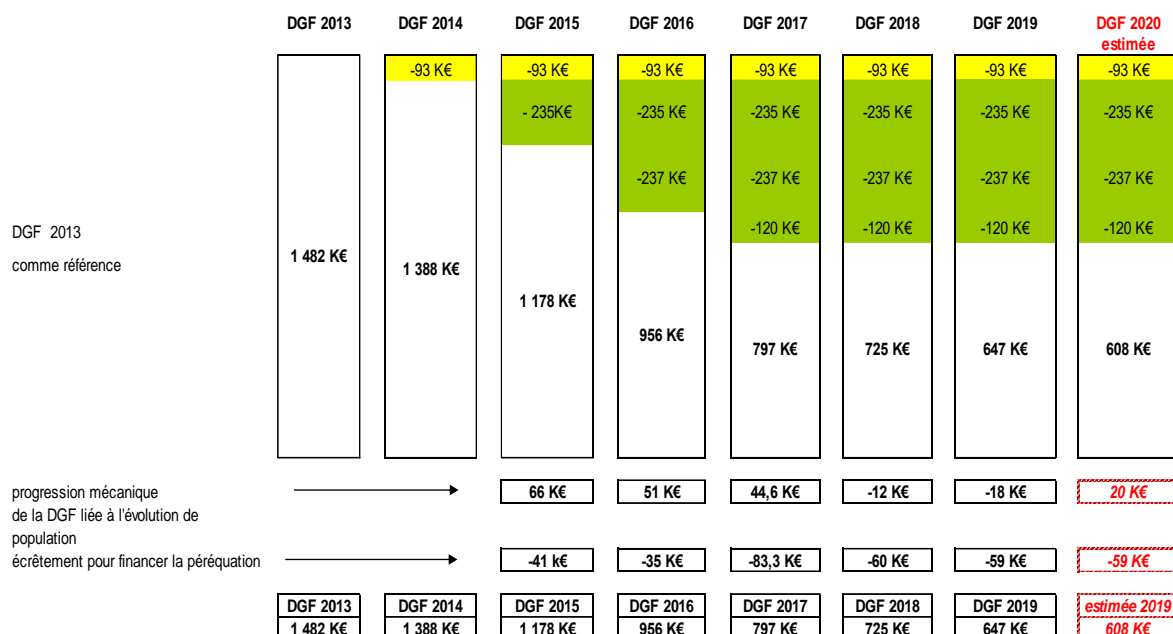 DGF 2013 DGF 2014 DGF 2015 DGF 2016 DGF 2017 DGF 2018 DGF 2019 DGF 2020
estimée
-93 K€ -93 K€ -93 K€ -93 K€ -93 K€ -93 K€ -93 K€
- 235K€ -235 K€ -235 K€ -235 K€ -235 K€ -235 K€
-237 K€ -237 K€ -237 K€ -237 K€ -237 K€
-120 K€ -120 K€ -120 K€ -120 K€
DGF 2013
comme référence
1 482 K€ 1 388 K€ 1 178 K€ 956 K€ 797 K€ 725 K€ 647 K€ 608 K€
progression mécanique 66 K€ 51 K€ 44,6 K€ -12 K€ -18 K€ 20 K€
de la DGF liée à l'évolution de
population
écrêtement pour financer la péréquation -41 k€ -35 K€ -83,3 K€ -60 K€ -59 K€ -59 K€
DGF 2013 DGF 2014 DGF 2015 DGF 2016 DGF 2017 DGF 2018 DGF 2019 estimée 2019
1 482 K€ 1 388 K€ 1 178 K€ 956 K€ 797 K€ 725 K€ 647 K€ 608 K€